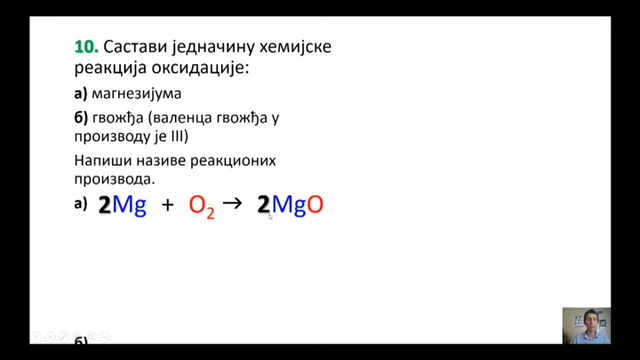 10. Састави једначину хемијске
реакција оксидације:
а) магнезијума
б) гвожђа (валенца гвожђа у
производу је III)
Напиши називе реакционих
производа.
а) 2Mg + O₂ → 2MgO
б)